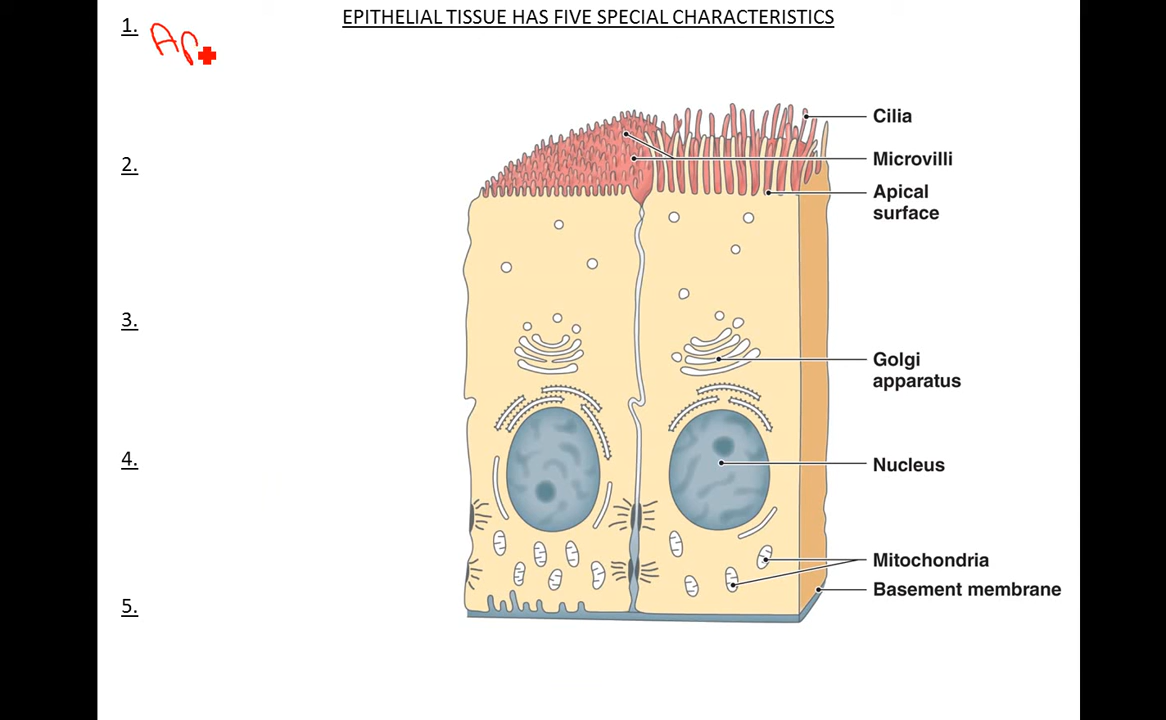 EPITHELIAL TISSUE HAS FIVE SPECIAL CHARACTERISTICS
1. AP
2.
3.
4.
5.
Cilia
Microvilli
Apical
surface
Golgi
apparatus
Nucleus
Mitochondria
Basement membrane